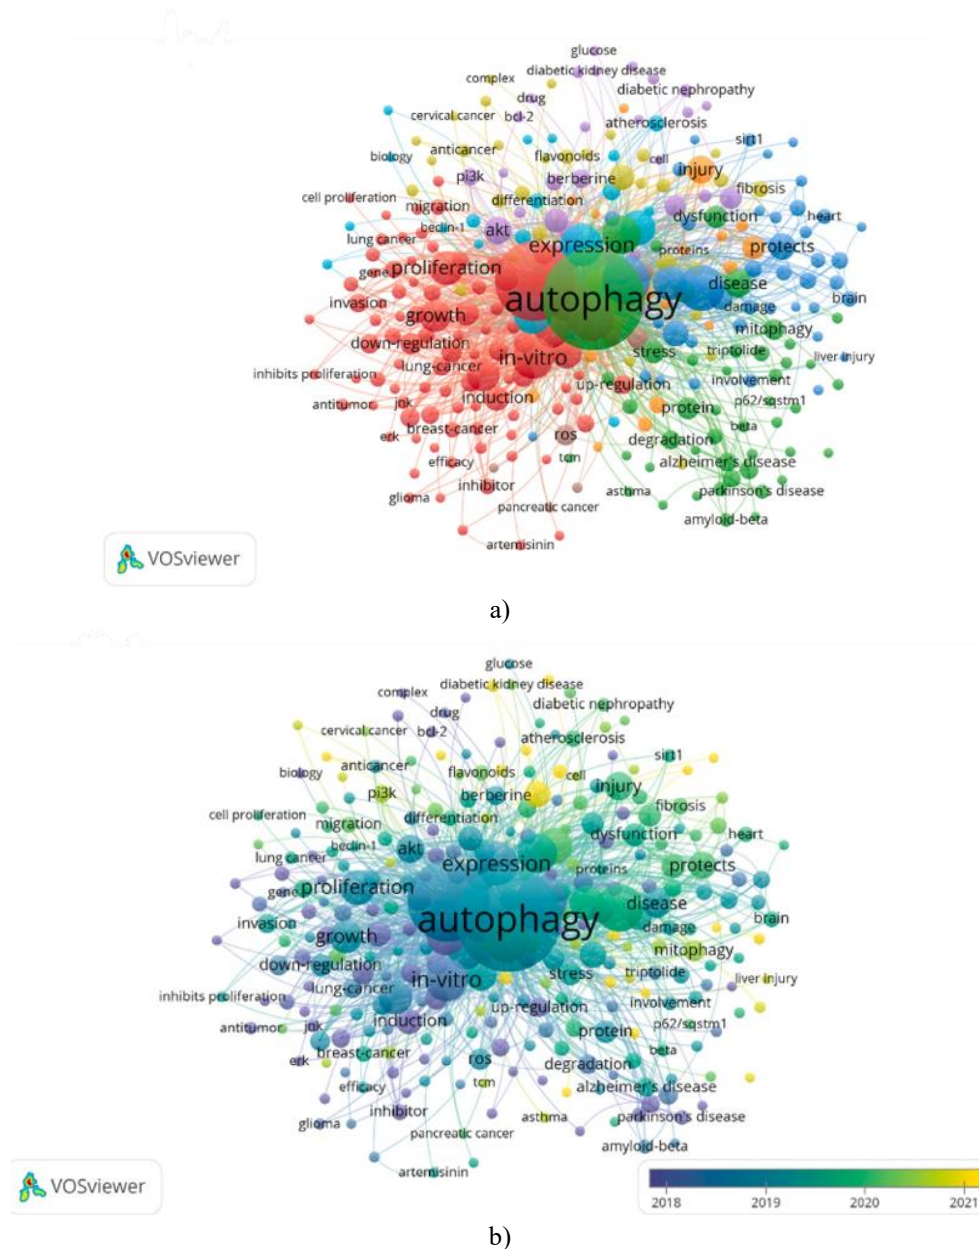 glucose
diabetic kidney disease
complex
drug
diabetic nephropathy
cervical cancer
bcl-2
atherosclerosis
sirt1
biology
anticancer
flavonoids
cell
injury
pi3k
berberine
fibrosis
cell proliferation
migration
differentiation
dysfunction
heart
beclin-1
akt
lung cancer
expression
proteins
protects
gene
proliferation
disease
invasion
autophagy
damage
brain
growth
mitophagy
down-regulation
in-vitro
stress
triptolide
liver injury
inhibits proliferation
lung-cancer
up-regulation
involvement
p62/sqstm1
antitumor
jnk
induction
protein
beta
erk
breast-cancer
ros
degradation
efficacy
tcm
alzheimer's disease
glioma
inhibitor
asthma
parkinson's disease
pancreatic cancer
amyloid-beta
artemisinin
VOSviewer
a)
glucose
diabetic kidney disease
complex
drug
diabetic nephropathy
cervical cancer
bcl-2
atherosclerosis
sirt1
biology
anticancer
flavonoids
cell
injury
pi3k
berberine
fibrosis
cell proliferation
migration
differentiation
dysfunction
heart
beclin-1
akt
lung cancer
expression
proteins
protects
gene
proliferation
disease
invasion
autophagy
damage
brain
growth
mitophagy
down-regulation
in-vitro
stress
triptolide
liver injury
inhibits proliferation
lung-cancer
up-regulation
involvement
p62/sqstm1
antitumor
jnk
induction
protein
beta
erk
breast-cancer
ros
degradation
efficacy
tcm
alzheimer's disease
glioma
inhibitor
asthma
parkinson's disease
pancreatic cancer
amyloid-beta
artemisinin
VOSviewer
2018 2019 2020 2021
b)